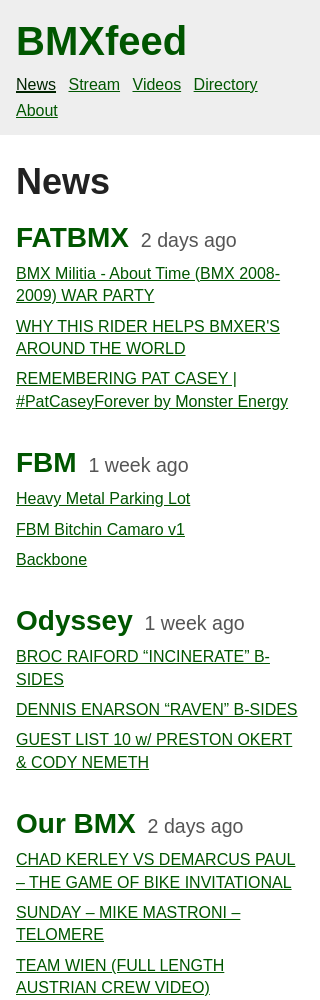 BMXfeed
News Stream Videos Directory
About
News
FATBMX 2 days ago
BMX Militia - About Time (BMX 2008-
2009) WAR PARTY
WHY THIS RIDER HELPS BMXER'S
AROUND THE WORLD
REMEMBERING PAT CASEY |
#PatCaseyForever by Monster Energy
FBM 1 week ago
Heavy Metal Parking Lot
FBM Bitchin Camaro v1
Backbone
Odyssey 1 week ago
BROC RAIFORD “INCINERATE” B-
SIDES
DENNIS ENARSON “RAVEN” B-SIDES
GUEST LIST 10 w/ PRESTON OKERT
& CODY NEMETH
Our BMX 2 days ago
CHAD KERLEY VS DEMARCUS PAUL
– THE GAME OF BIKE INVITATIONAL
SUNDAY – MIKE MASTRONI –
TELOMERE
TEAM WIEN (FULL LENGTH
AUSTRIAN CREW VIDEO)